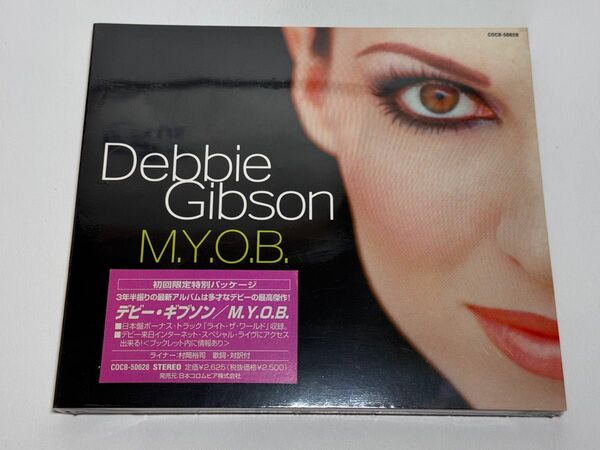 COCB-50628
Debbie
Gibson
M.Y.O.B.
初回限定特別パッケージ
3年半振りの最新アルバムは多才なデビーの最高傑作!
デビー・ギブソン/M.Y.O.B.
■日本盤ボーナス・トラック「ライト・ザ・ワールド」収録。
■デビー来日インターネット・スペシャル・ライヴにアクセス
出来る!<ブックレット内に情報あり>
ライナー:村岡裕司 歌詞・対訳付
COCB-50628 STEREO 定価¥2,625(税抜価格¥2,500)
発売元:日本コロムビア株式会社